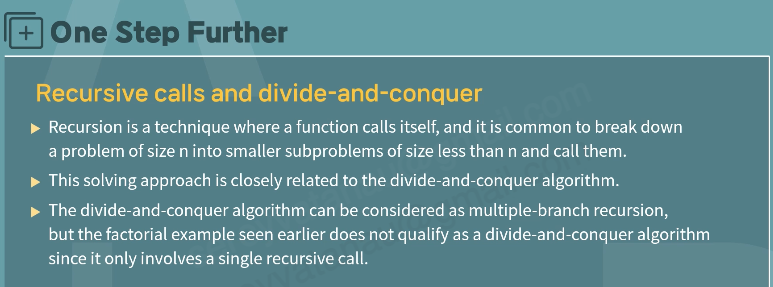 One Step Further
Recursive calls and divide-and-conquer
▶ Recursion is a technique where a function calls itself, and it is common to break down
a problem of size n into smaller subproblems of size less than n and call them.
▶ This solving approach is closely related to the divide-and-conquer algorithm.
▶ The divide-and-conquer algorithm can be considered as multiple-branch recursion,
but the factorial example seen earlier does not qualify as a divide-and-conquer algorithm
since it only involves a single recursive call.